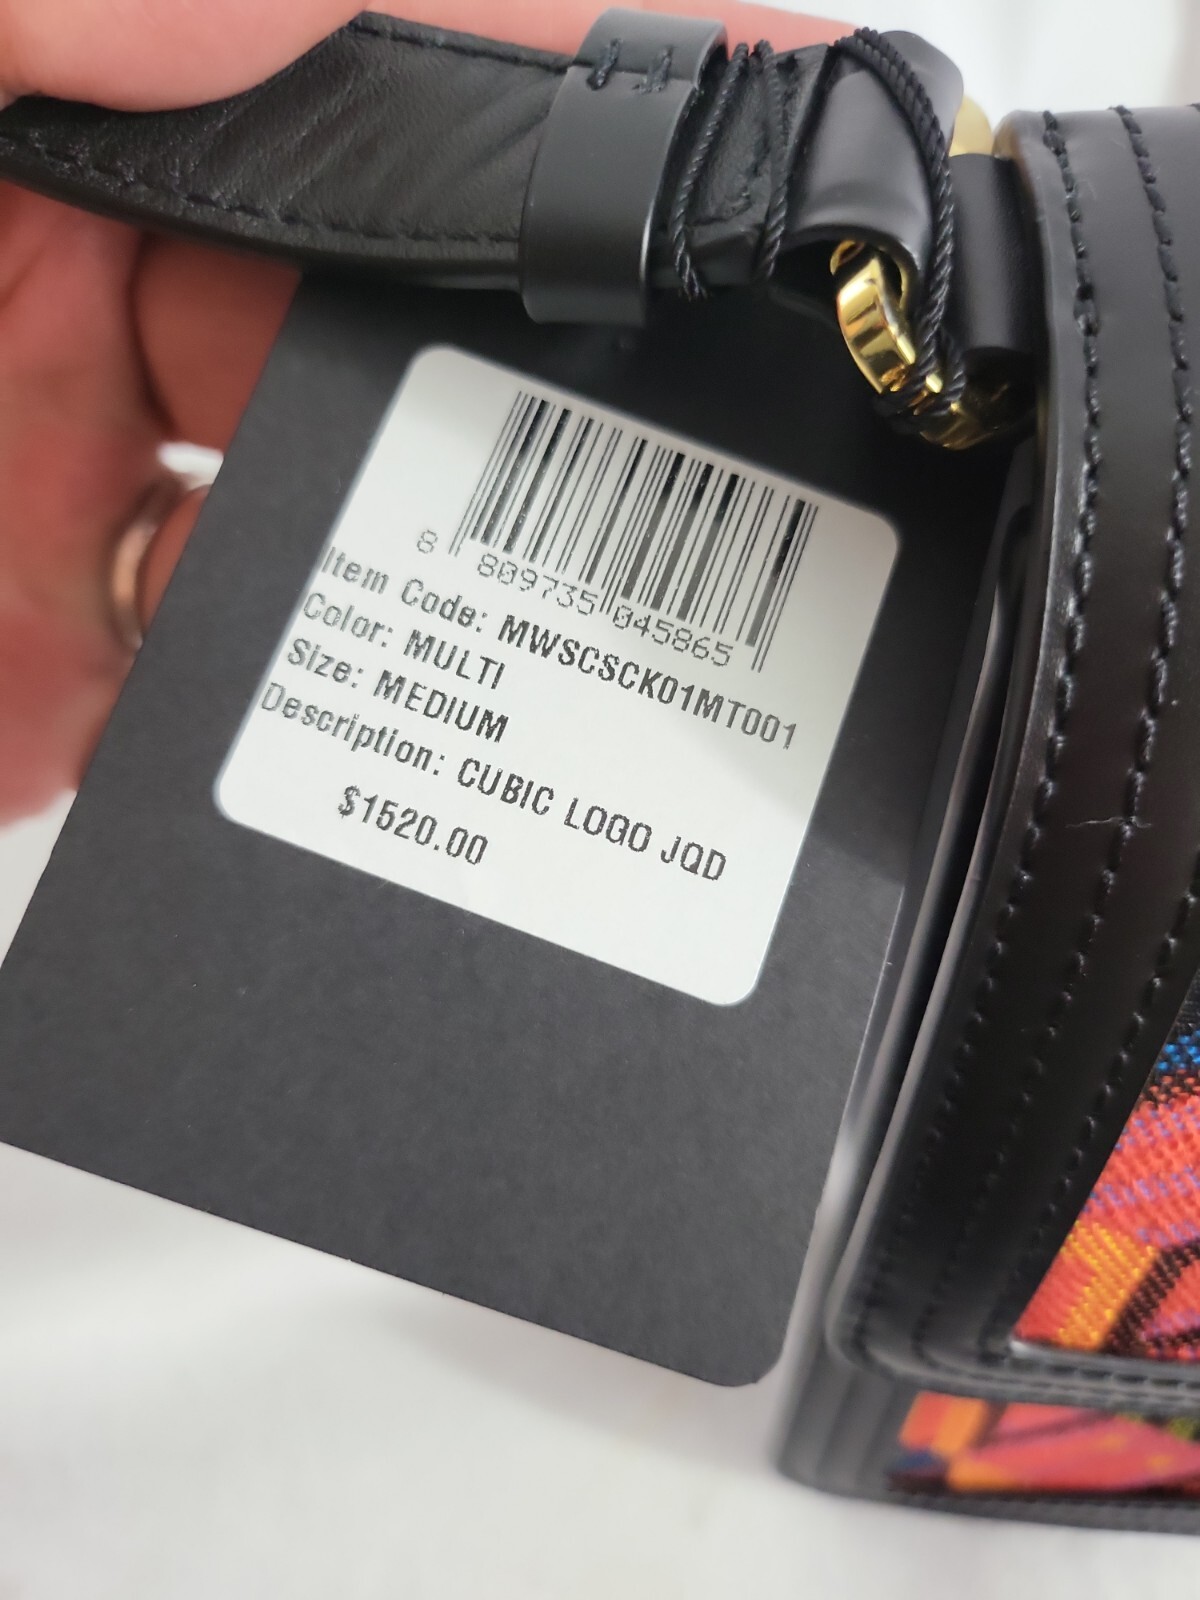 8 809735 045865
Item Code: MWSCSCK01MT001
Color: MULTI
Size: MEDIUM
Description: CUBIC LOGO JQD
$1520.00